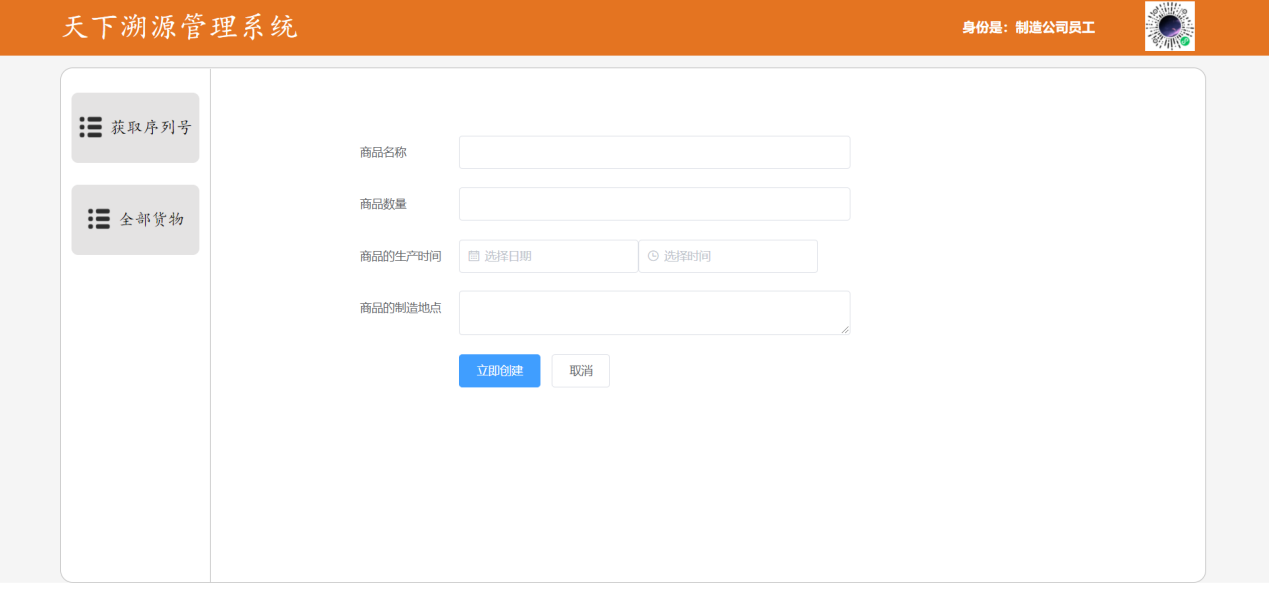 天下溯源管理系统
身份是：制造公司员工
获取序列号
全部货物
商品名称
商品数量
商品的生产时间 选择日期 选择时间
商品的制造地点
立即创建 取消